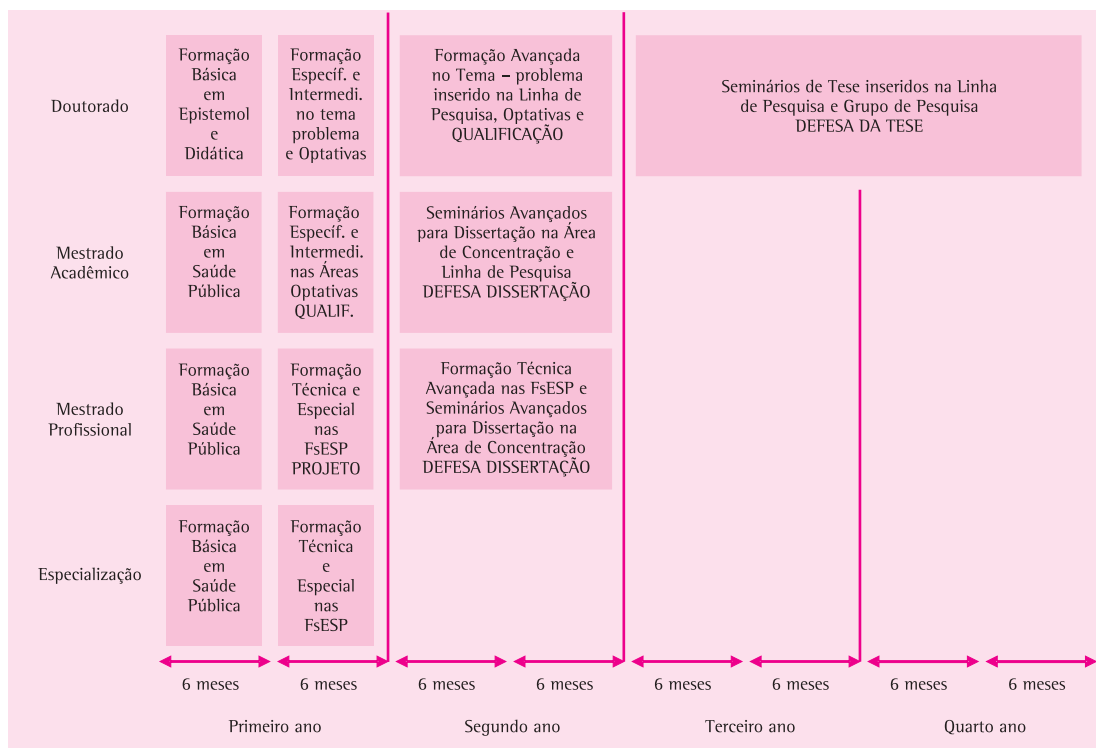 Doutorado
Formação
Básica
em
Epistemol
e
Didática
Formação
Específ. e
Intermedi.
no tema
problema
e Optativas
Formação Avançada
no Tema – problema
inserido na Linha de
Pesquisa, Optativas e
QUALIFICAÇÃO
Seminários de Tese inseridos na Linha
de Pesquisa e Grupo de Pesquisa
DEFESA DA TESE
Mestrado
Acadêmico
Formação
Básica
em
Saúde
Pública
Formação
Específ. e
Intermedi.
nas Áreas
Optativas
QUALIF.
Seminários Avançados
para Dissertação na Área
de Concentração e
Linha de Pesquisa
DEFESA DISSERTAÇÃO
Mestrado
Profissional
Formação
Básica
em
Saúde
Pública
Formação
Técnica e
Especial
nas
FsESP
PROJETO
Formação Técnica
Avançada nas FsESP e
Seminários Avançados
para Dissertação na
Área de Concentração
DEFESA DISSERTAÇÃO
Especialização
Formação
Básica
em
Saúde
Pública
Formação
Técnica
e
Especial
nas
FsESP
6 meses
6 meses
6 meses
6 meses
6 meses
6 meses
6 meses
6 meses
Primeiro ano
Segundo ano
Terceiro ano
Quarto ano